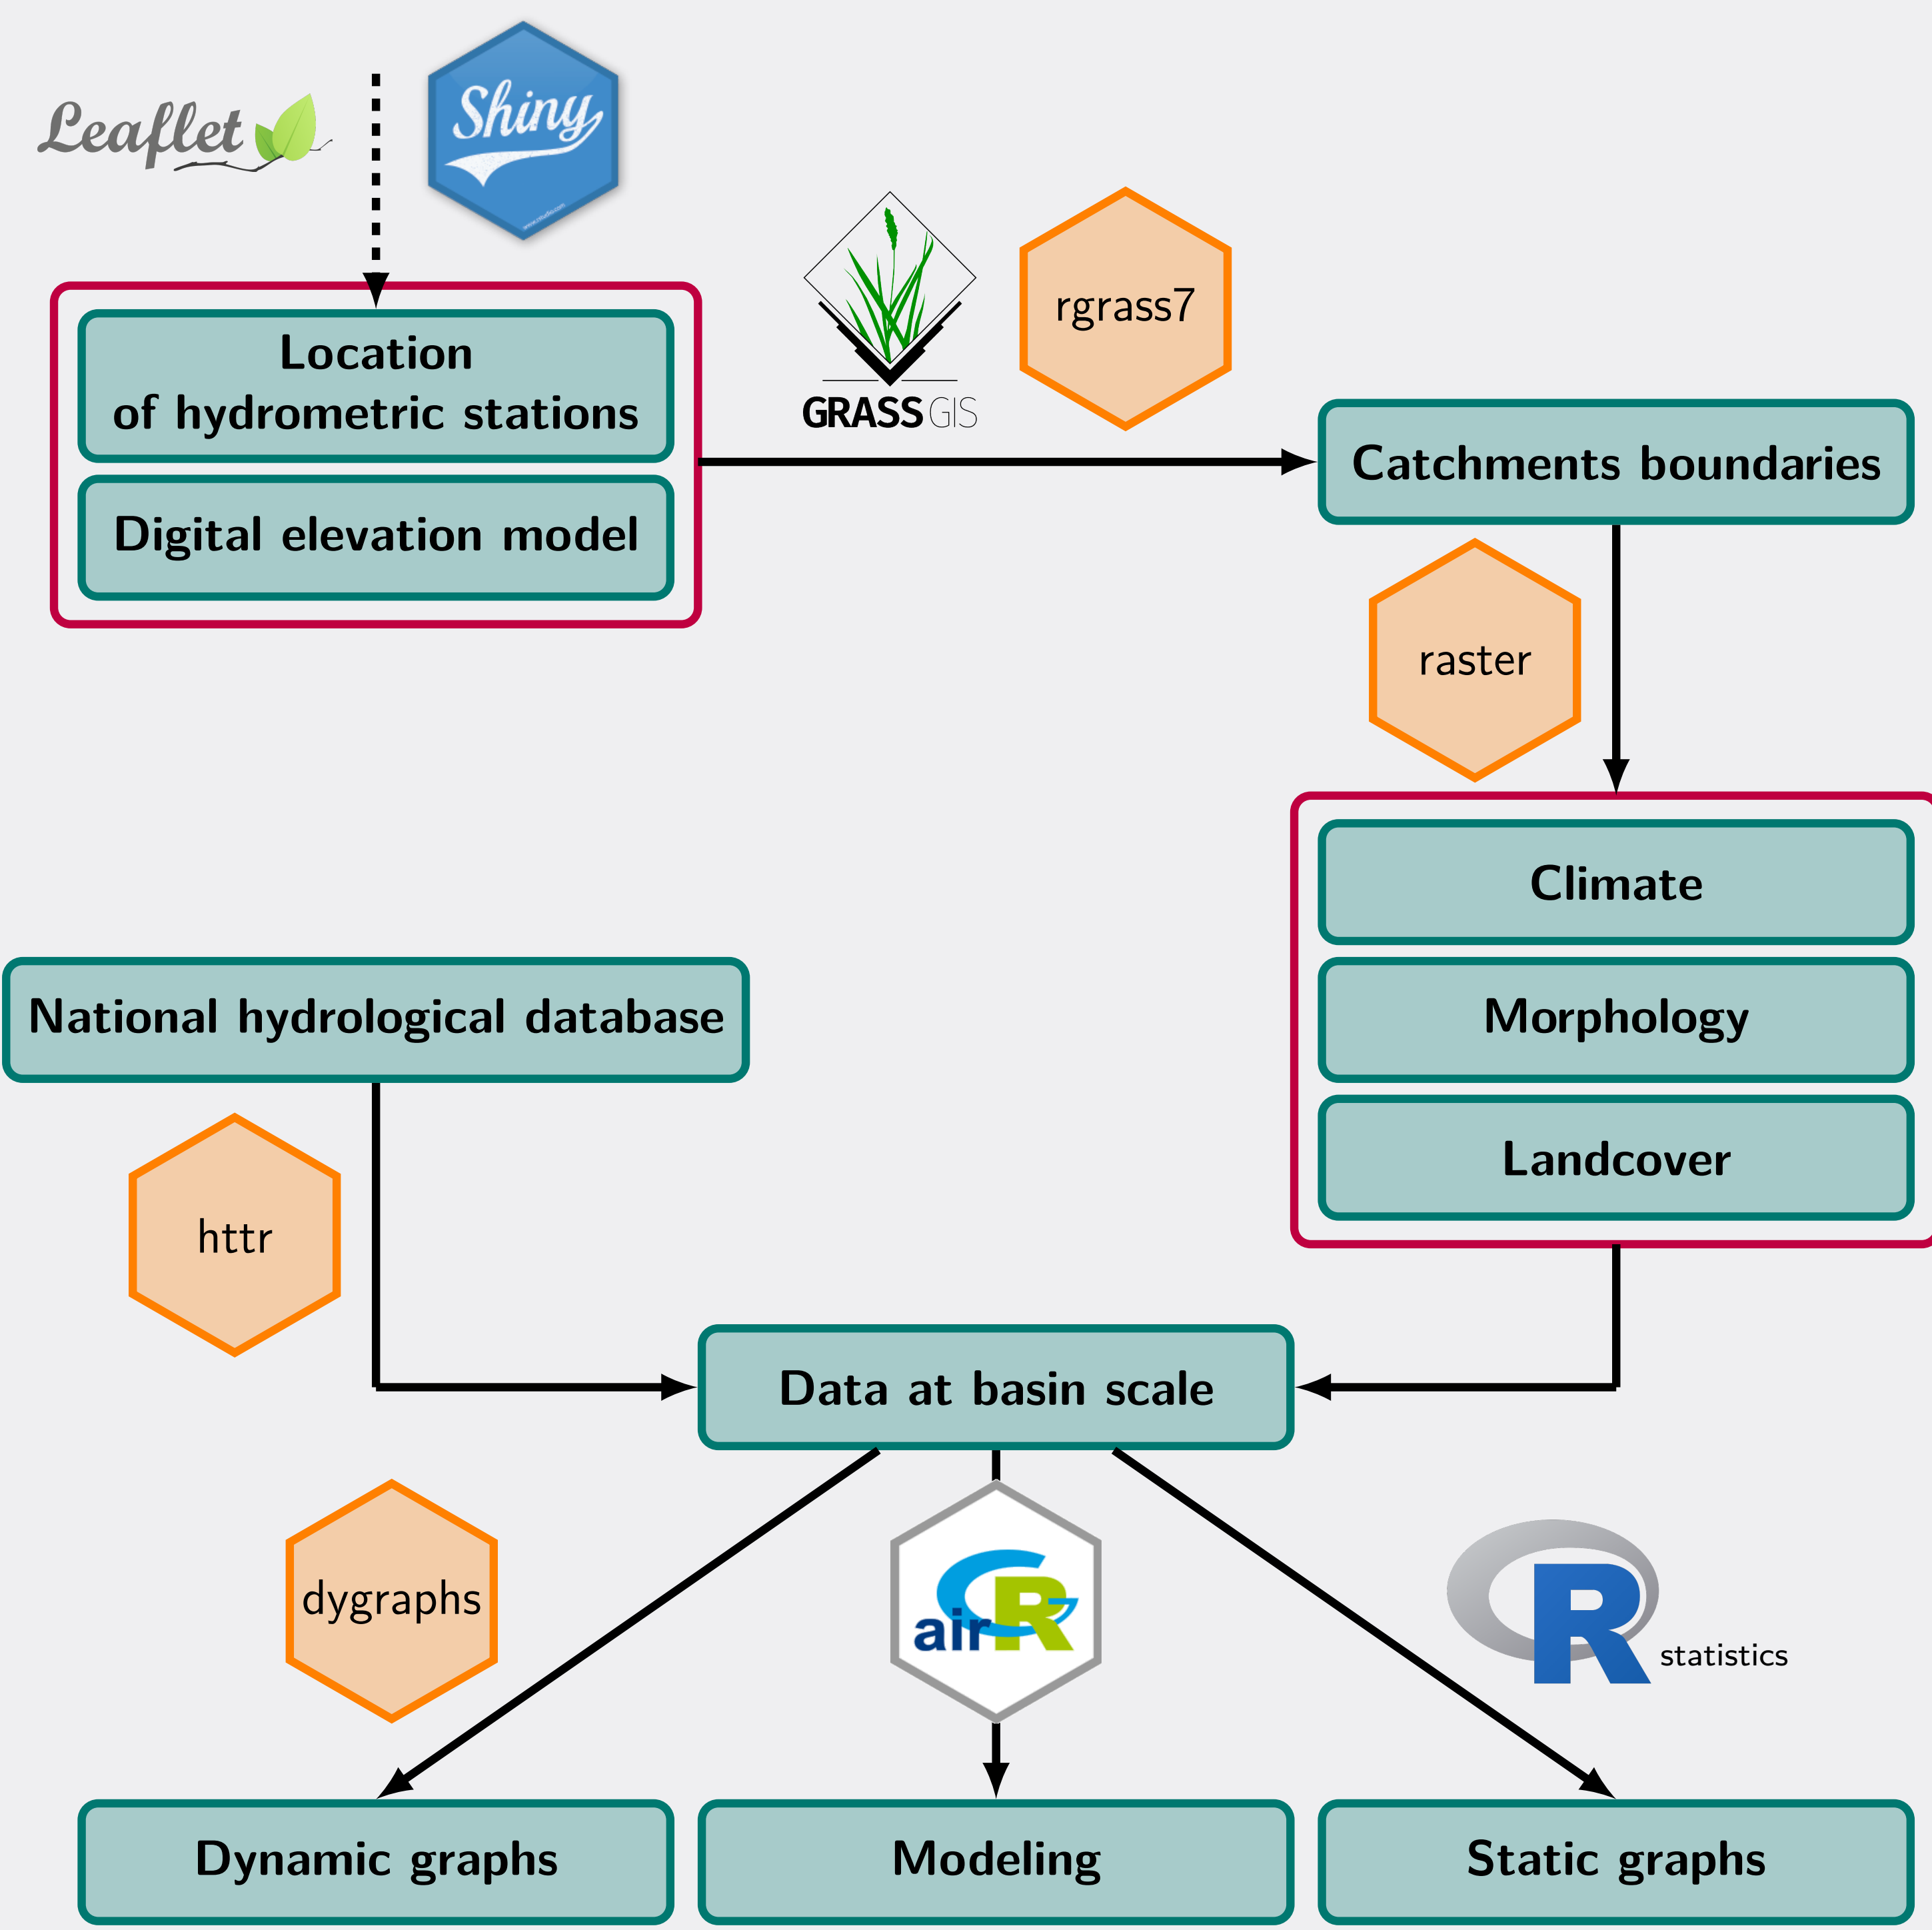 Leaflet
Shiny
GRASS GIS
rgrass7
Location
of hydrometric stations
Digital elevation model
Catchments boundaries
raster
Climate
Morphology
Landcover
National hydrological database
httr
Data at basin scale
dygraphs
airGR
R
statistics
Dynamic graphs
Modeling
Static graphs